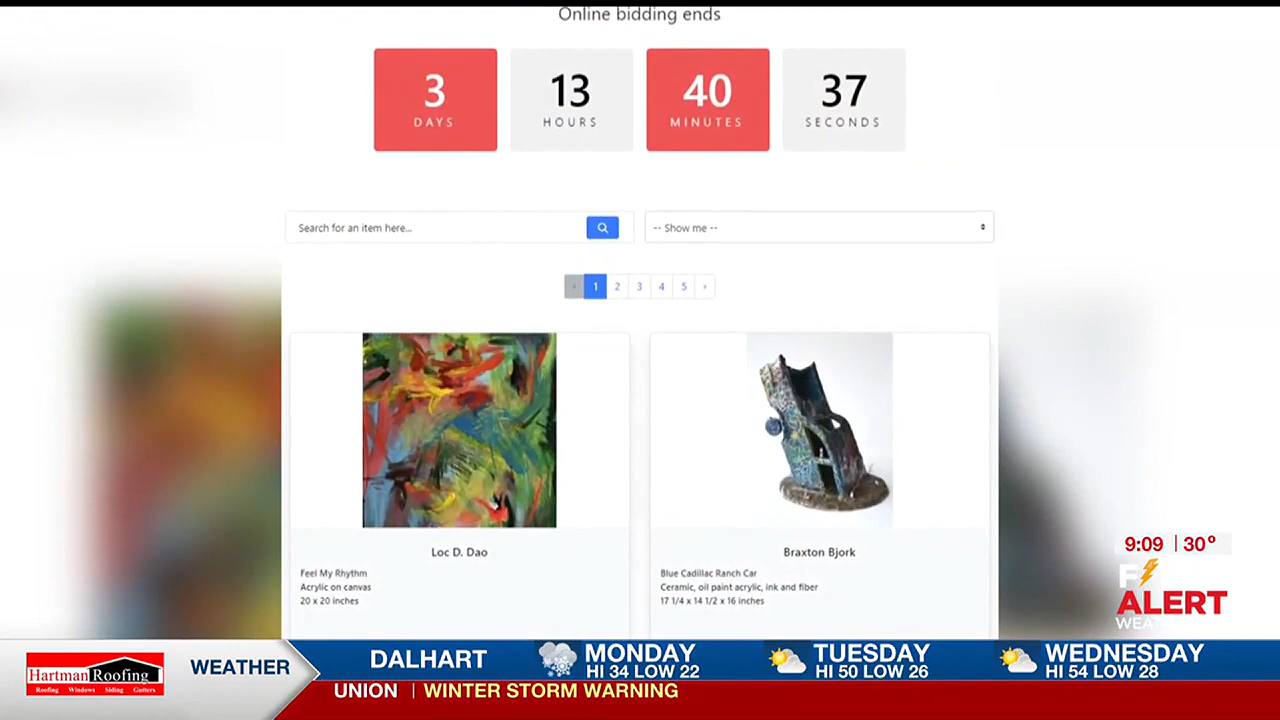 Online bidding ends
3
DAYS
13
HOURS
40
MINUTES
37
SECONDS
Search for an item here...
-- Show me --
‹ 1 2 3 4 5 ›
Loc D. Dao
Feel My Rhythm
Acrylic on canvas
20 x 20 inches
Braxton Bjork
Blue Cadillac Ranch Car
Ceramic, oil paint acrylic, ink and fiber
17 1/4 x 14 1/2 x 16 inches
9:09 | 30°
ALERT
Hartman Roofing
Roofing Windows Siding Gutters
WEATHER
DALHART
MONDAY
HI 34 LOW 22
TUESDAY
HI 50 LOW 26
WEDNESDAY
HI 54 LOW 28
UNION | WINTER STORM WARNING